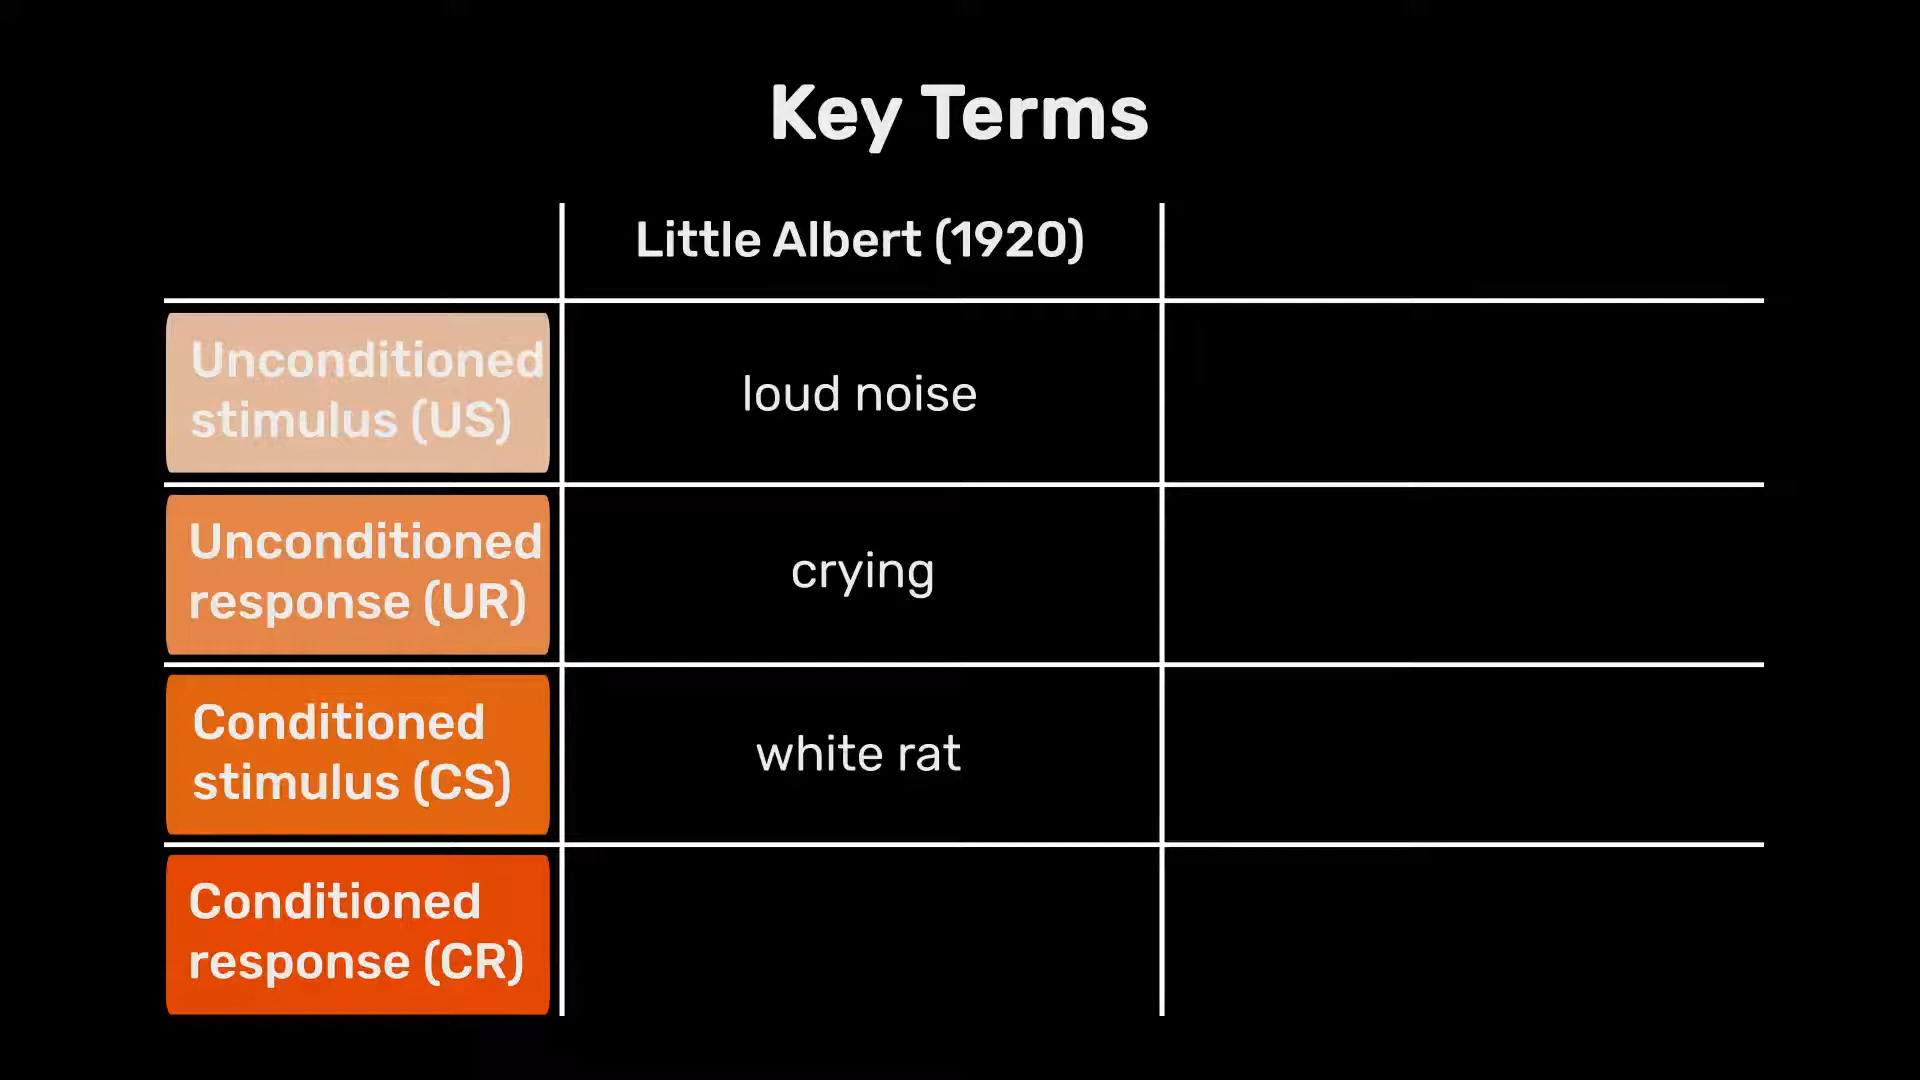 Key Terms
Little Albert (1920)
Unconditioned
stimulus (US)
loud noise
Unconditioned
response (UR)
crying
Conditioned
stimulus (CS)
white rat
Conditioned
response (CR)